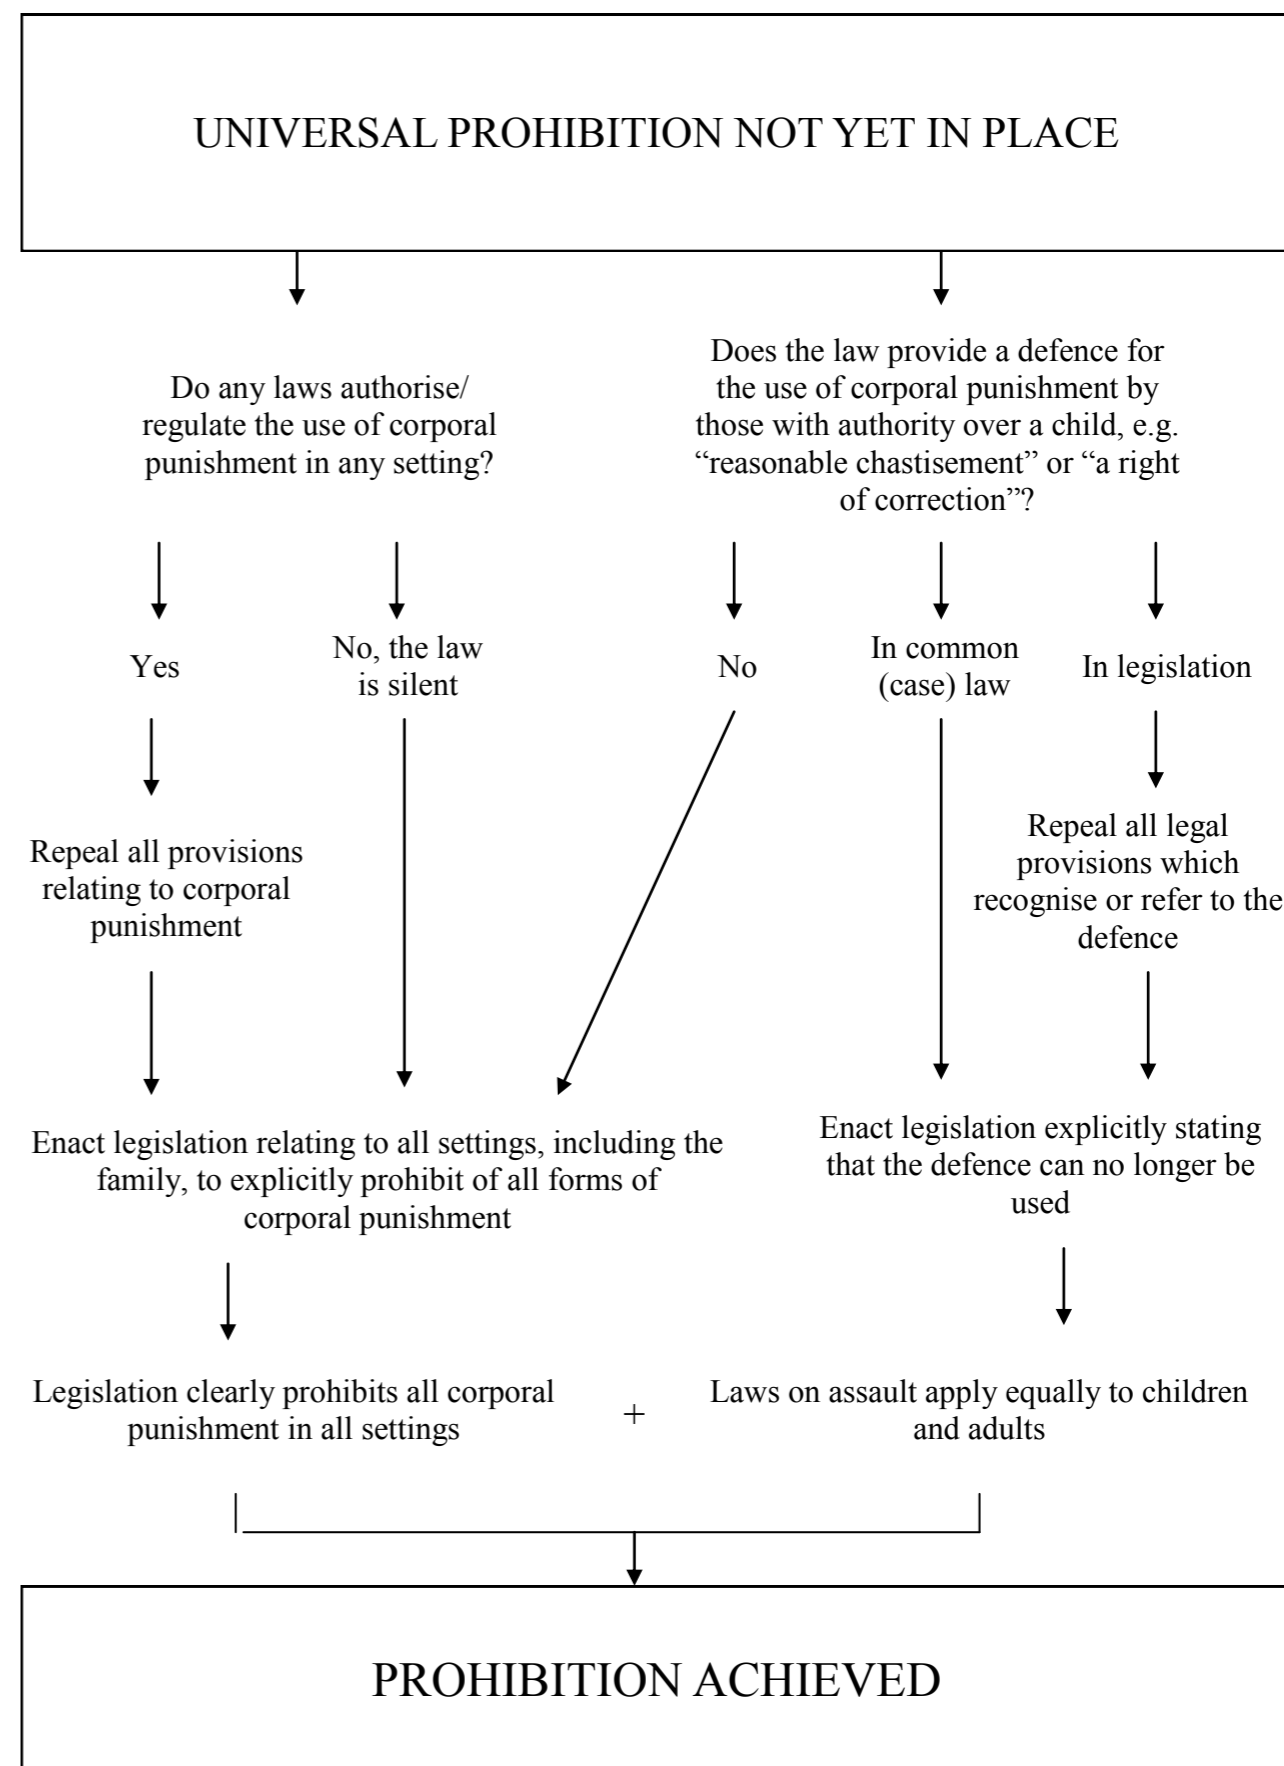 UNIVERSAL PROHIBITION NOT YET IN PLACE
Do any laws authorise/
regulate the use of corporal
punishment in any setting?
Does the law provide a defence for
the use of corporal punishment by
those with authority over a child, e.g.
“reasonable chastisement” or “a right
of correction”?
Yes
No, the law
is silent
No
In common
(case) law
In legislation
Repeal all provisions
relating to corporal
punishment
Repeal all legal
provisions which
recognise or refer to the
defence
Enact legislation relating to all settings, including the
family, to explicitly prohibit of all forms of
corporal punishment
Enact legislation explicitly stating
that the defence can no longer be
used
Legislation clearly prohibits all corporal
punishment in all settings
+
Laws on assault apply equally to children
and adults
PROHIBITION ACHIEVED